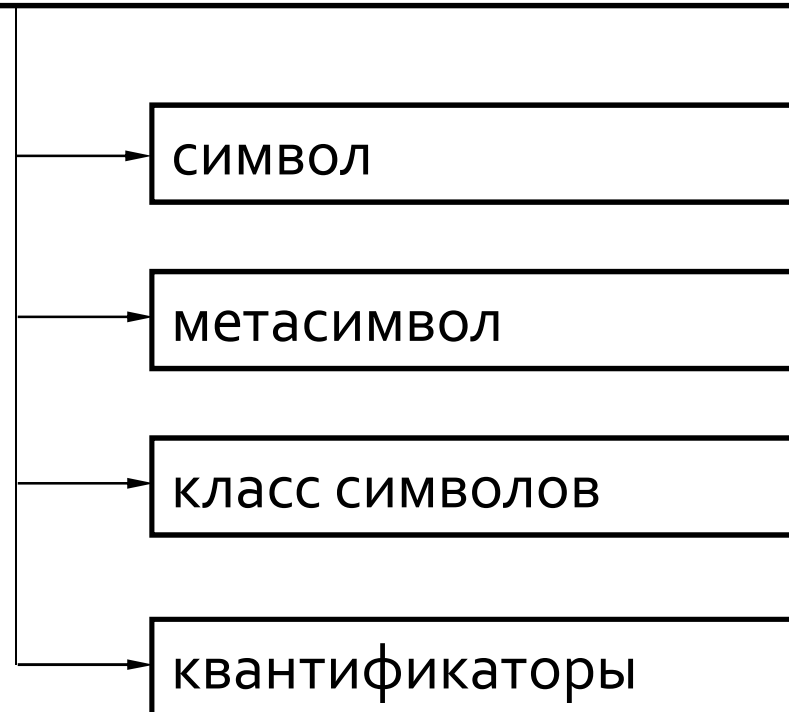 символ
метасимвол
класс символов
квантификаторы